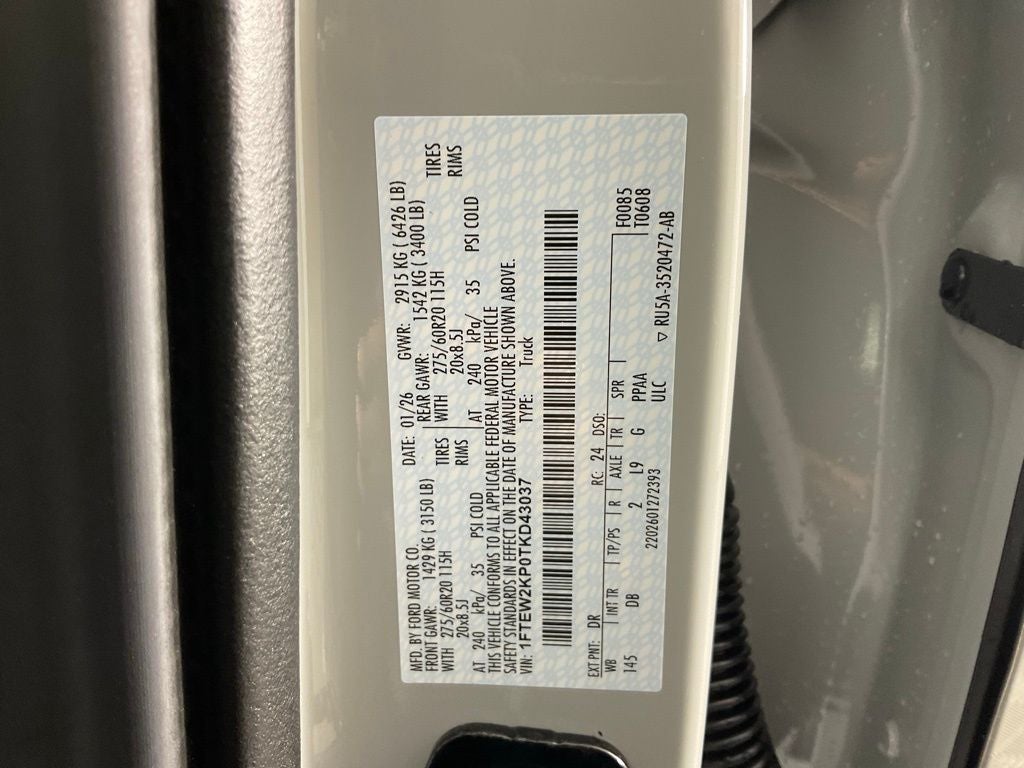 MFD. BY FORD MOTOR CO.
DATE: 01/26 GVWR: 2915 KG ( 6426 LB)
FRONT GAWR: 1429 KG ( 3150 LB) REAR GAWR: 1542 KG ( 3400 LB)
WITH 275/60R20 115H TIRES WITH 275/60R20 115H TIRES
20x8.5J RIMS 20x8.5J RIMS
AT 240 kPa/ 35 PSI COLD AT 240 kPa/ 35 PSI COLD
THIS VEHICLE CONFORMS TO ALL APPLICABLE FEDERAL MOTOR VEHICLE
SAFETY STANDARDS IN EFFECT ON THE DATE OF MANUFACTURE SHOWN ABOVE.
VIN: 1FTEW2KP0TKD43037 TYPE: Truck
EXT PNT: DR RC: 24 DSO: F0085
WB INT TR TP/PS R AXLE TR SPR T0608
145 DB 2 L9 G PPAA
ULC
2202601272393 ▽ RU5A-3520472-AB